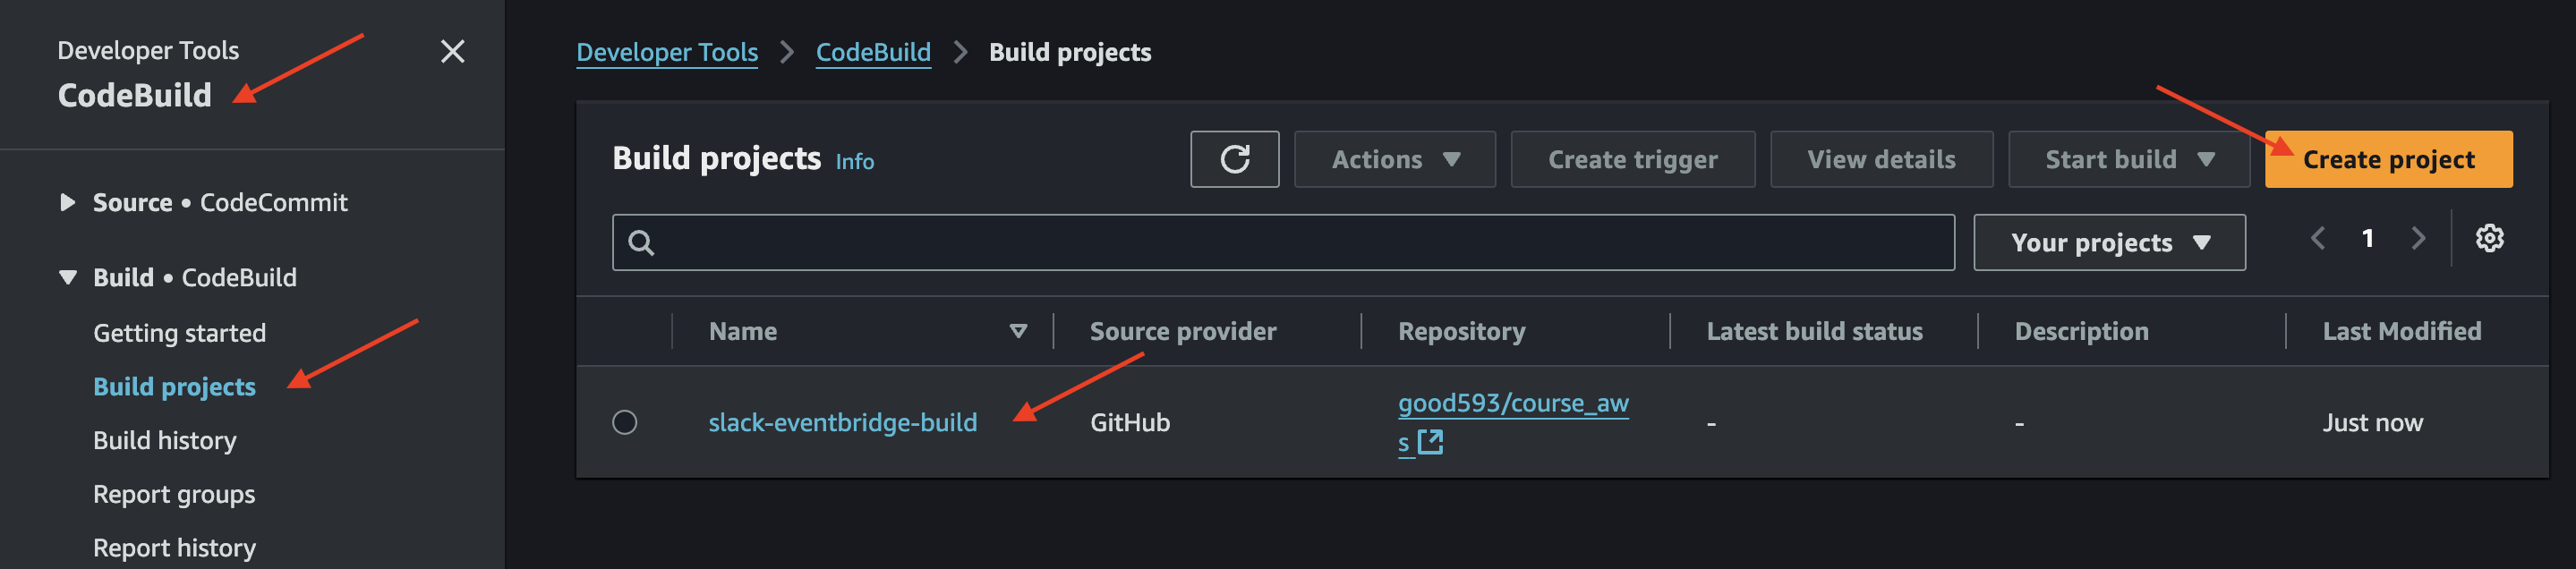 Developer Tools
CodeBuild
Source • CodeCommit
Build • CodeBuild
Getting started
Build projects
Build history
Report groups
Report history
Developer Tools > CodeBuild > Build projects
Build projects Info
Actions
Create trigger
View details
Start build
Create project
Your projects
1
Name
Source provider
Repository
Latest build status
Description
Last Modified
slack-eventbridge-build
GitHub
good593/course_aw
s
-
-
Just now